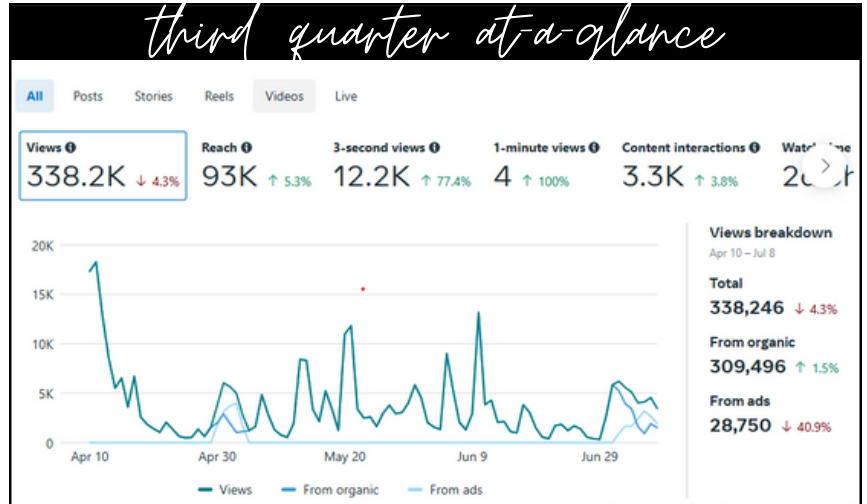 third quarter at-a-glance
All Posts Stories Reels Videos Live
Views Reach 3-second views 1-minute views Content interactions
338.2K ↓ 4.3% 93K ↑ 5.3% 12.2K ↑ 77.4% 4 ↑ 100% 3.3K ↑ 3.8%
Views breakdown
Apr 10 – Jul 8
Total
338,246 ↓ 4.3%
From organic
309,496 ↑ 1.5%
From ads
28,750 ↓ 40.9%
20K
15K
10K
5K
0
Apr 10 Apr 30 May 20 Jun 9 Jun 29
Views From organic From ads